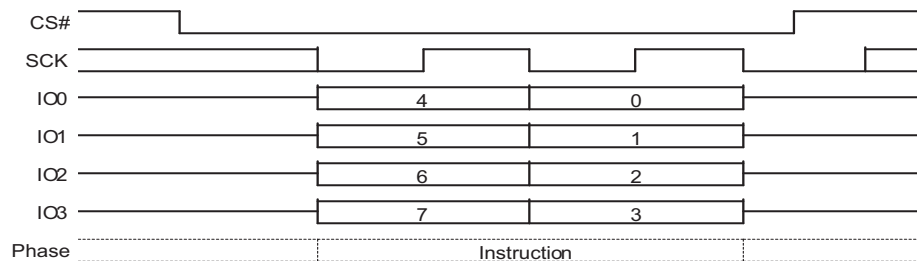 CS#
SCK
IO0 4 0
IO1 5 1
IO2 6 2
IO3 7 3
Phase Instruction